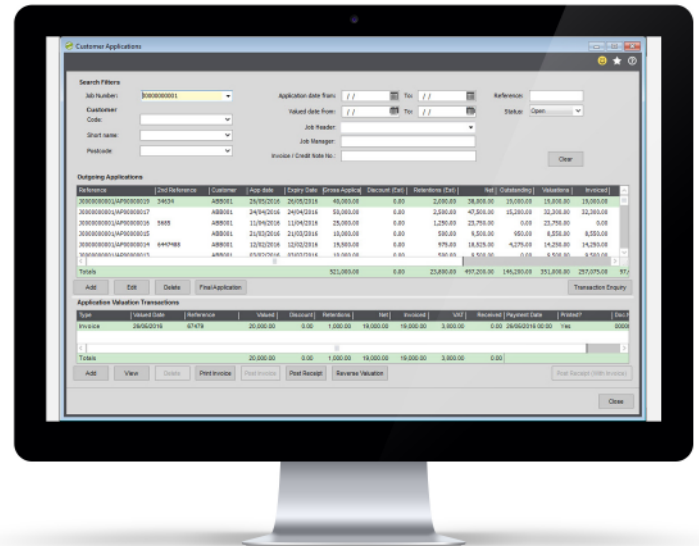 Customer Applications
Search Filters
Job Number: J0000000001 Application date from: / / To: / / Reference:
Customer Valued date from: / / To: / / Status: Open
Code:
Job Header:
Short name:
Job Manager:
Postcode: Invoice / Credit Note No.: Clear
Outgoing Applications
Reference 2nd Reference Customer App date Expiry Date Gross Applica Discount (Est) Retentions (Est) Net Outstanding Valuations Invoiced
J0000000001/AP00000019 34634 ABB001 26/05/2016 26/05/2016 40,000.00 0.00 2,000.00 38,000.00 19,000.00 19,000.00 19,000.00
J0000000001/AP00000017 ABB001 24/04/2016 24/04/2016 50,000.00 0.00 2,500.00 47,500.00 15,200.00 32,300.00 32,300.00
J0000000001/AP00000016 ABB001 11/04/2016 11/04/2016 25,000.00 0.00 1,250.00 23,750.00 0.00 23,750.00 0.00
J0000000001/AP00000015 ABB001 21/03/2016 21/03/2016 10,000.00 0.00 500.00 9,500.00 950.00 8,550.00 8,550.00
J0000000001/AP00000014 ABB001 12/02/2016 12/02/2016 19,500.00 0.00 975.00 18,525.00 4,275.00 14,250.00 14,250.00
Totals 0.00 23,800.00 497,200.00 146,200.00 351,000.00 257,075.00
Add Edit Delete Final Application Transaction Enquiry
Application Valuation Transactions
Type Valued Date Reference Valued Discount Retentions Net Invoiced VAT Received Payment Date Printed?
Invoice 26/05/2016 67479 20,000.00 0.00 1,000.00 19,000.00 19,000.00 3,800.00 0.00 26/05/2016 00:00 Yes
Totals 20,000.00 0.00 1,000.00 19,000.00 19,000.00 3,800.00 0.00
Add View Delete Print Invoice Post Invoice Post Receipt Reverse Valuation Post Receipt (With Invoice)
Close